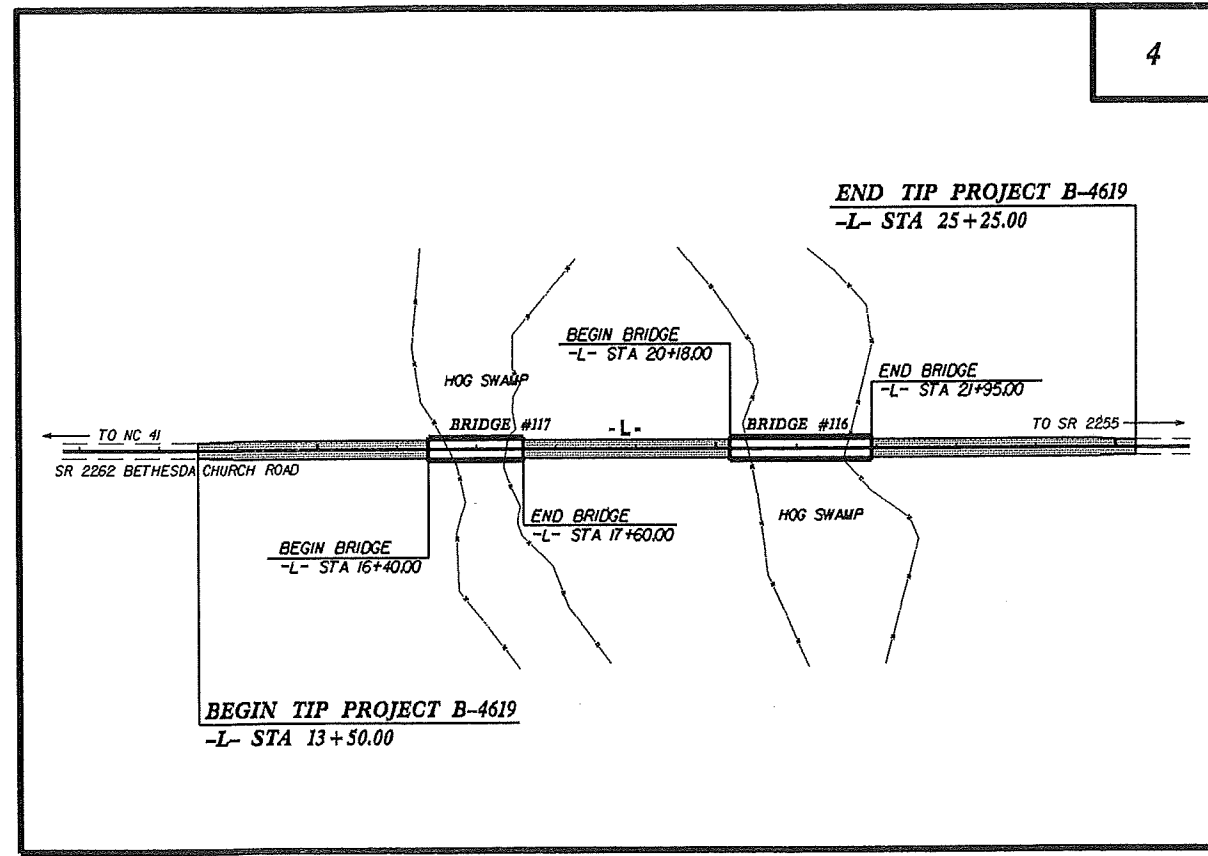 4
END TIP PROJECT B-4619
-L- STA 25+25.00
BEGIN BRIDGE
-L- STA 20+18.00
END BRIDGE
-L- STA 21+95.00
HOG SWAMP
BRIDGE #117
-L-
BRIDGE #116
TO SR 2255
TO NC 41
SR 2262 BETHESDA CHURCH ROAD
HOG SWAMP
END BRIDGE
-L- STA 17+60.00
BEGIN BRIDGE
-L- STA 16+40.00
BEGIN TIP PROJECT B-4619
-L- STA 13+50.00